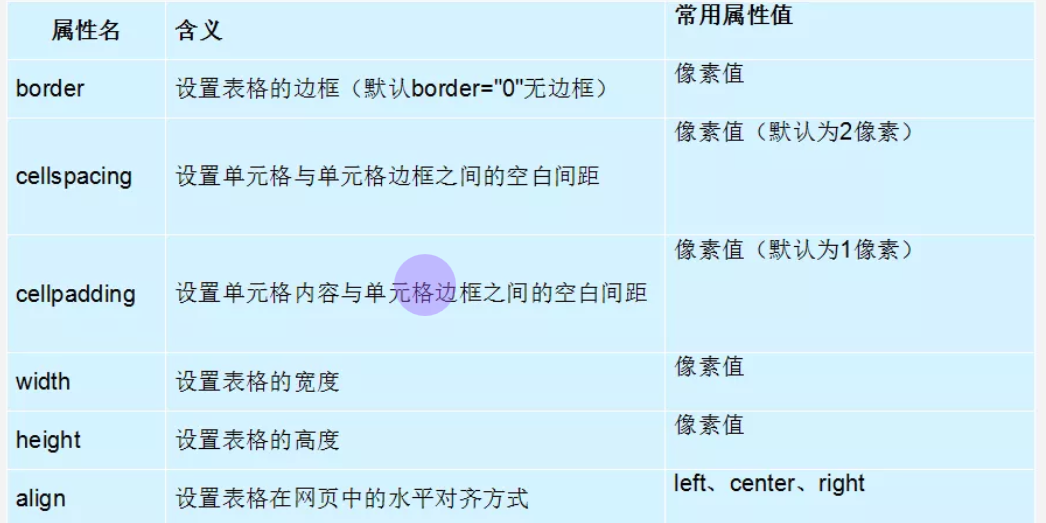 属性名 含义 常用属性值
border 设置表格的边框（默认border="0"无边框） 像素值
cellspacing 设置单元格与单元格边框之间的空白间距 像素值（默认为2像素）
cellpadding 设置单元格内容与单元格边框之间的空白间距 像素值（默认为1像素）
width 设置表格的宽度 像素值
height 设置表格的高度 像素值
align 设置表格在网页中的水平对齐方式 left、center、right